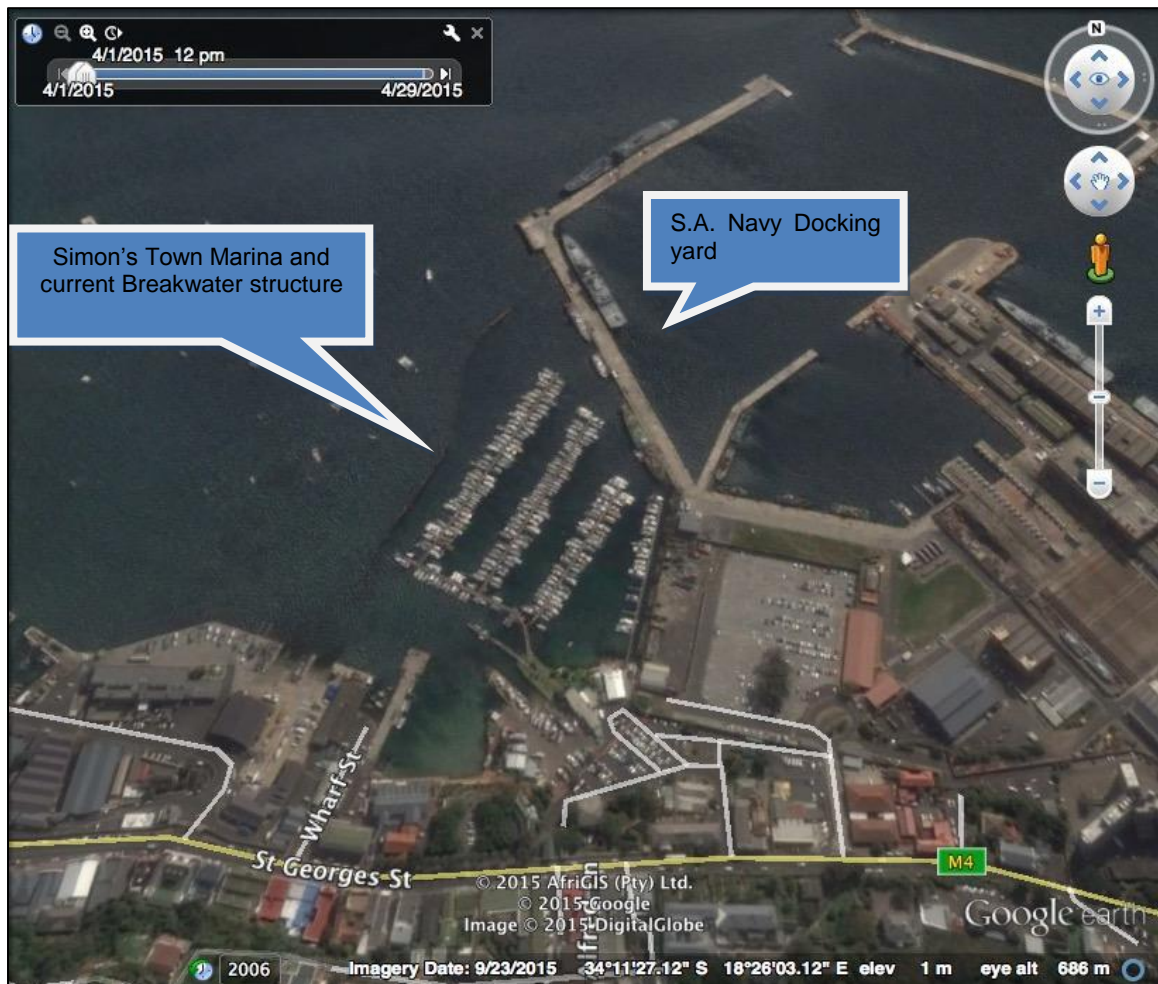 4/1/2015 12 pm
4/1/2015
4/29/2015
N
Simon's Town Marina and
current Breakwater structure
S.A. Navy Docking
yard
Wharf St
St Georges St
M4
© 2015 AfriGIS (Pty) Ltd.
© 2015 Google
Image © 2015 DigitalGlobe
Google earth
2006
Imagery Date: 9/23/2015 34°11'27.12" S 18°26'03.12" E elev 1 m eye alt 686 m